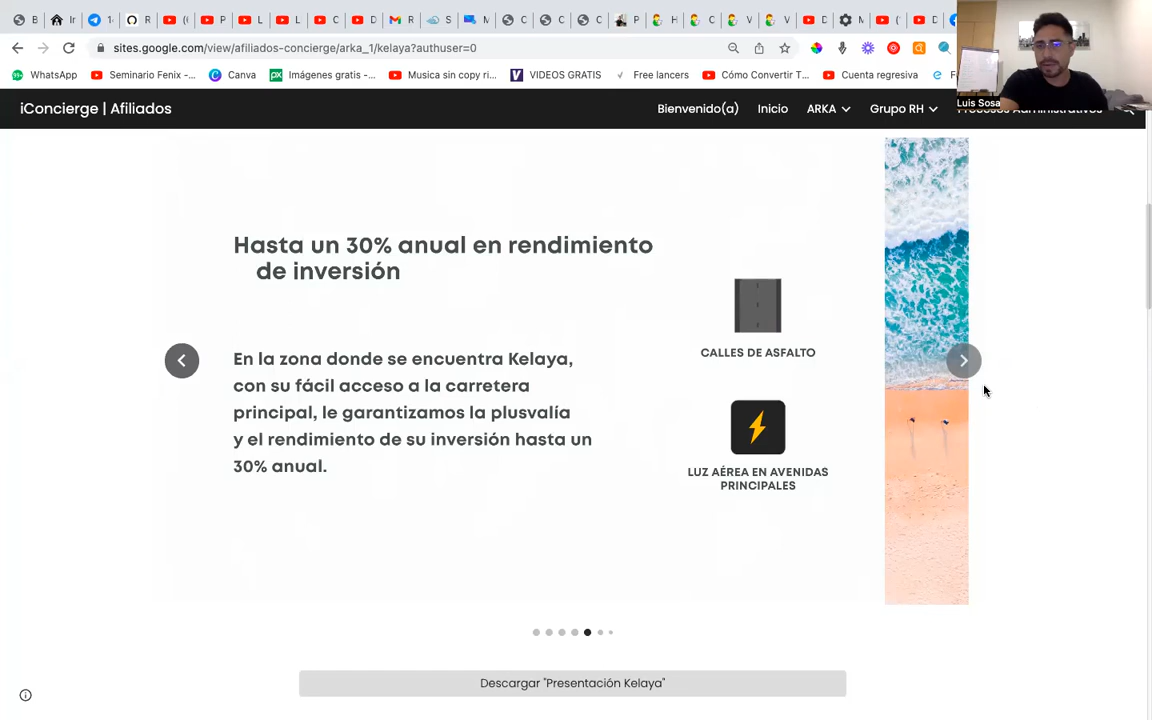 sites.google.com/view/afiliados-concierge/arka_1/kelaya?authuser=0
WhatsApp
Seminario Fenix -...
Canva
Imágenes gratis -...
Musica sin copy ri...
VIDEOS GRATIS
Free lancers
Cómo Convertir T...
Cuenta regresiva
Luis Sosa
iConcierge | Afiliados
Bienvenido(a)
Inicio
ARKA
Grupo RH
Procesos Administrativos
Hasta un 30% anual en rendimiento
de inversión
En la zona donde se encuentra Kelaya,
con su fácil acceso a la carretera
principal, le garantizamos la plusvalía
y el rendimiento de su inversión hasta un
30% anual.
CALLES DE ASFALTO
LUZ AÉREA EN AVENIDAS
PRINCIPALES
Descargar "Presentación Kelaya"